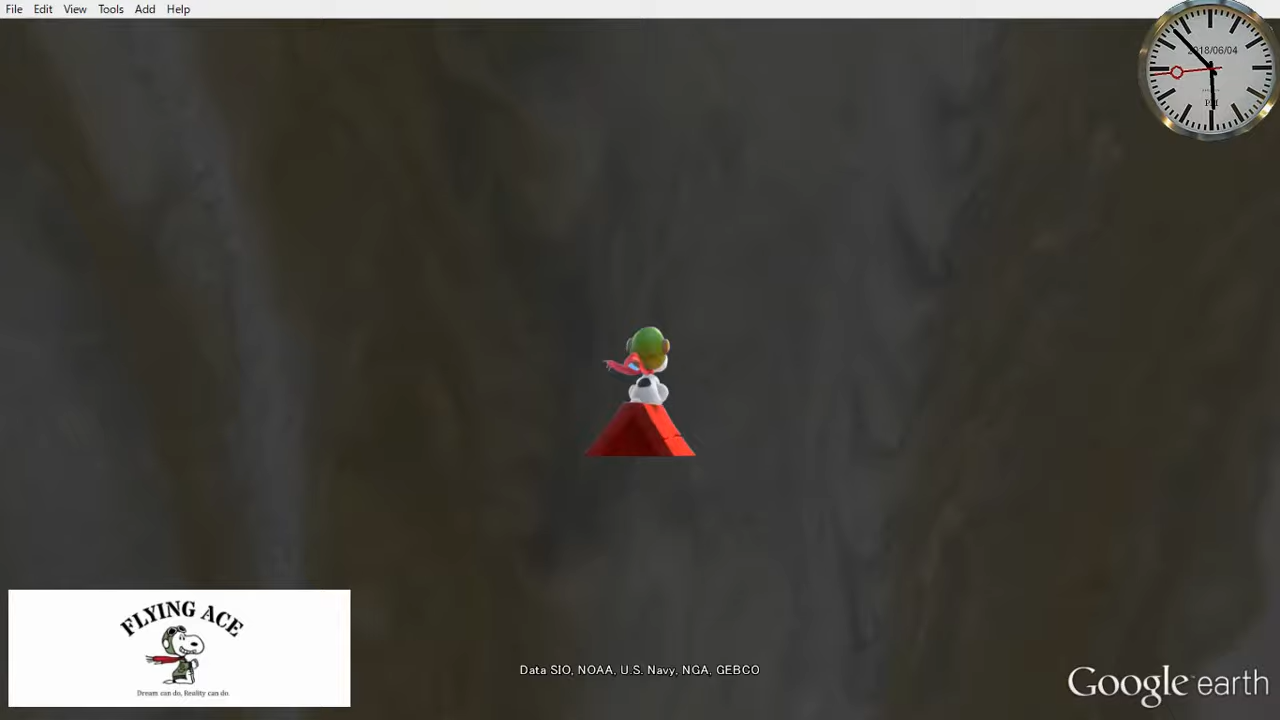 File Edit View Tools Add Help
PM
FLYING ACE
Dream can do, Reality can do.
Data SIO, NOAA, U.S. Navy, NGA, GEBCO
Google earth